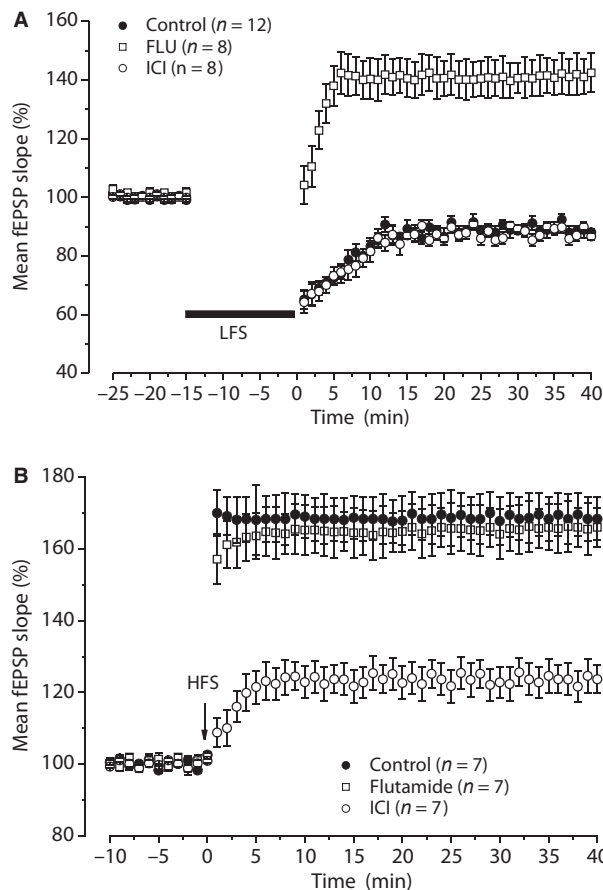 A
Control (n = 12)
FLU (n = 8)
ICI (n = 8)
Mean fEPSP slope (%)
160
140
120
100
80
60
40
LFS
−25 −20 −15 −10 −5 0 5 10 15 20 25 30 35 40
Time (min)
B
Mean fEPSP slope (%)
180
160
140
120
100
80
HFS
Control (n = 7)
Flutamide (n = 7)
ICI (n = 7)
−10 −5 0 5 10 15 20 25 30 35 40
Time (min)